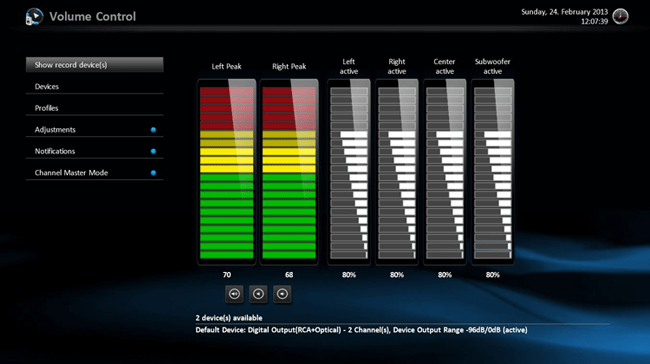 Volume Control
Sunday, 24. February 2013
12:07:39
Show record device(s)
Devices
Profiles
Adjustments
Notifications
Channel Master Mode
Left Peak
Right Peak
Left
active
Right
active
Center
active
Subwoofer
active
70
68
80%
80%
80%
80%
2 device(s) available
Default Device: Digital Output(RCA+Optical) - 2 Channel(s), Device Output Range -96dB/0dB (active)